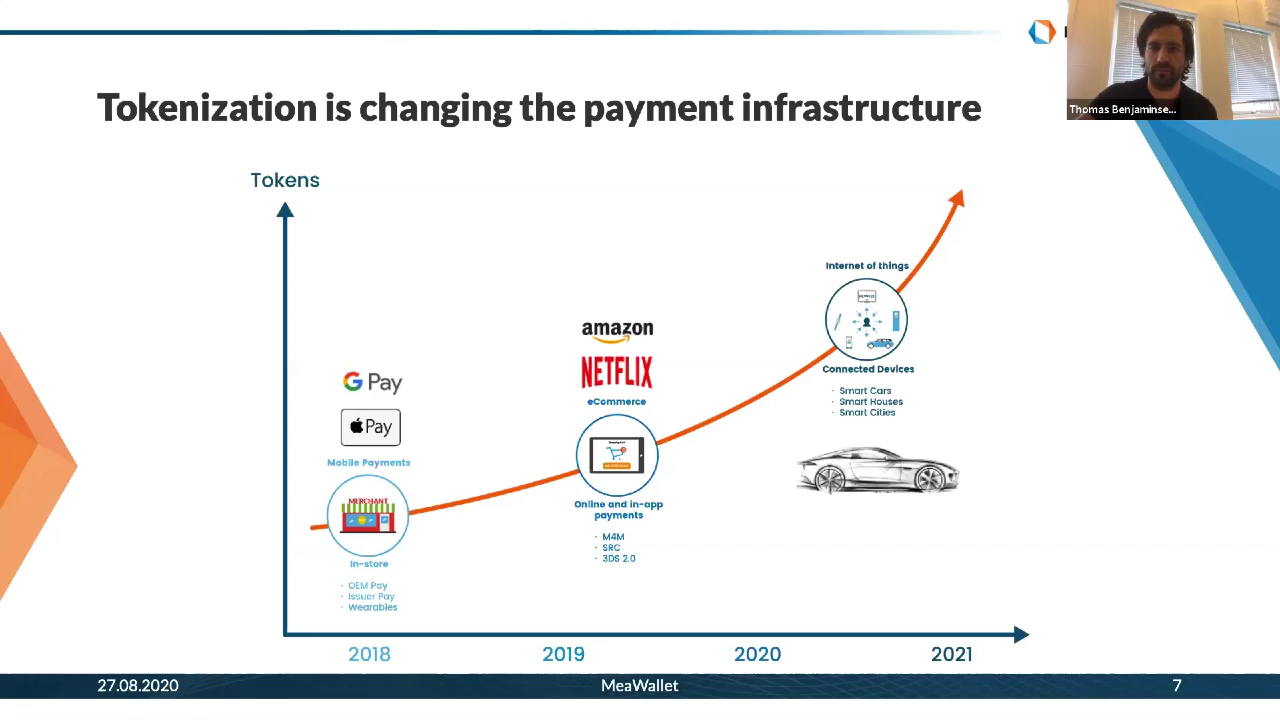 Thomas Benjaminse...
Tokenization is changing the payment infrastructure
Tokens
Internet of things
Connected Devices
· Smart Cars
· Smart Houses
· Smart Cities
amazon
NETFLIX
eCommerce
Online and in-app
payments
· M4M
· SRC
· 3DS 2.0
G Pay
Pay
Mobile Payments
MERCHANT
In-store
· OEM Pay
· Issuer Pay
· Wearables
2018
2019
2020
2021
27.08.2020
MeaWallet
7